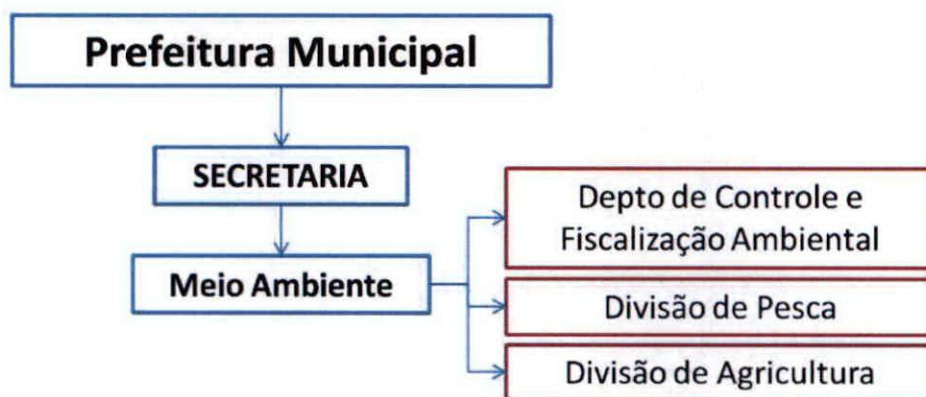 Prefeitura Municipal
SECRETARIA
Meio Ambiente
Depto de Controle e
Fiscalização Ambiental
Divisão de Pesca
Divisão de Agricultura